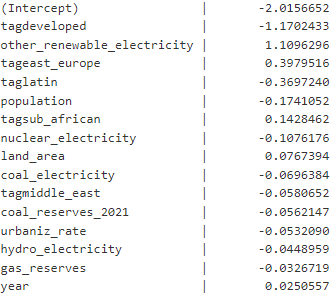 (Intercept) | -2.0156652
tagdeveloped | -1.1702433
other_renewable_electricity | 1.1096296
tageast_europe | 0.3979516
taglatin | -0.3697240
population | -0.1741052
tagsub_african | 0.1428462
nuclear_electricity | -0.1076176
land_area | 0.0767394
coal_electricity | -0.0696384
tagmiddle_east | -0.0580652
coal_reserves_2021 | -0.0562147
urbaniz_rate | -0.0532090
hydro_electricity | -0.0448959
gas_reserves | -0.0326719
year | 0.0250557